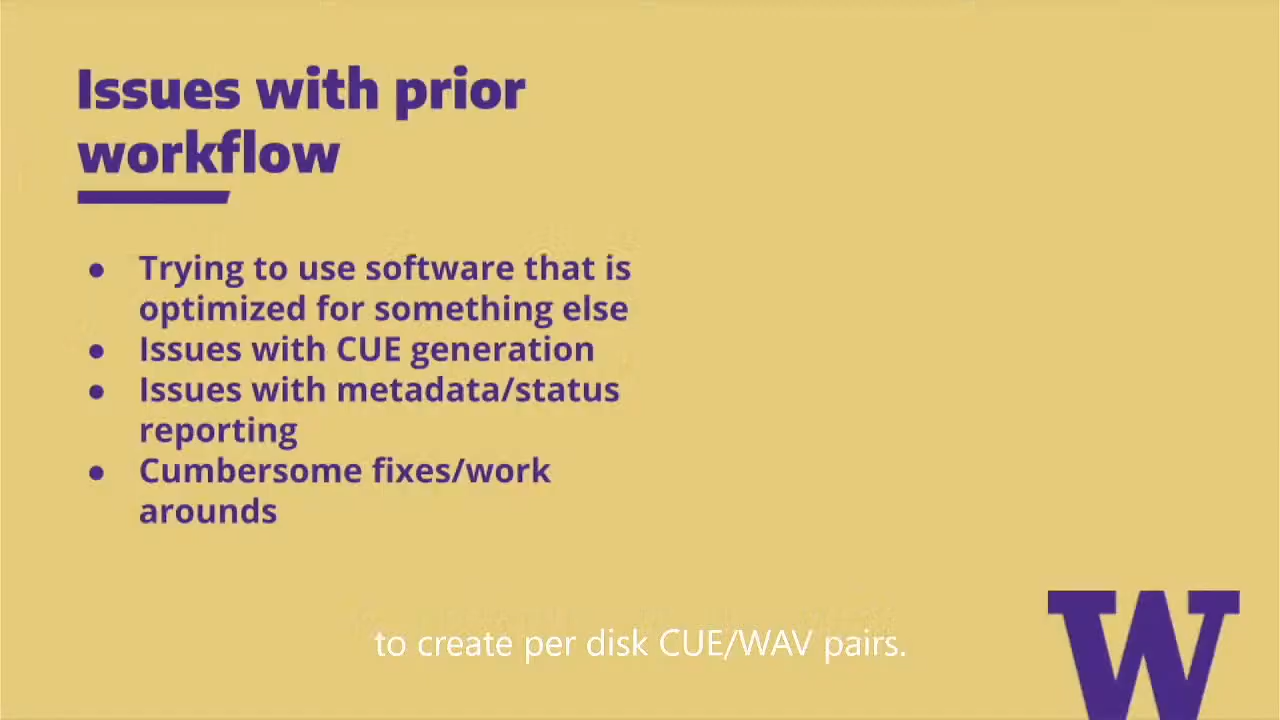 Issues with prior
workflow
● Trying to use software that is
optimized for something else
● Issues with CUE generation
● Issues with metadata/status
reporting
● Cumbersome fixes/work
arounds
to create per disk CUE/WAV pairs.
W